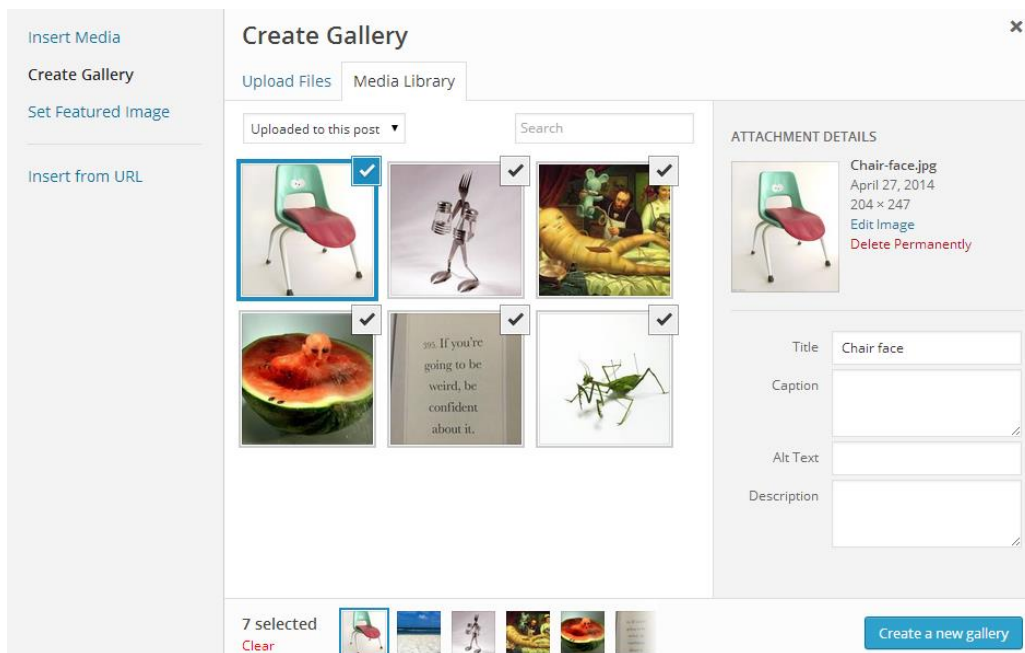 Insert Media
Create Gallery
Set Featured Image
Insert from URL
Create Gallery
Upload Files
Media Library
Uploaded to this post
Search
395. If you're
going to be
weird, be
confident
about it.
7 selected
Clear
ATTACHMENT DETAILS
Chair-face.jpg
April 27, 2014
204 × 247
Edit Image
Delete Permanently
Title Chair face
Caption
Alt Text
Description
Create a new gallery